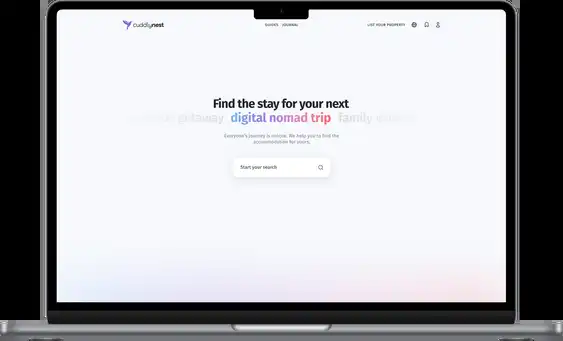 cuddlynest
GUIDES JOURNAL
LIST YOUR PROPERTY
Find the stay for your next
getaway digital nomad trip family
Everyone's journey is unique. We help you to find the
accommodation for yours.
Start your search